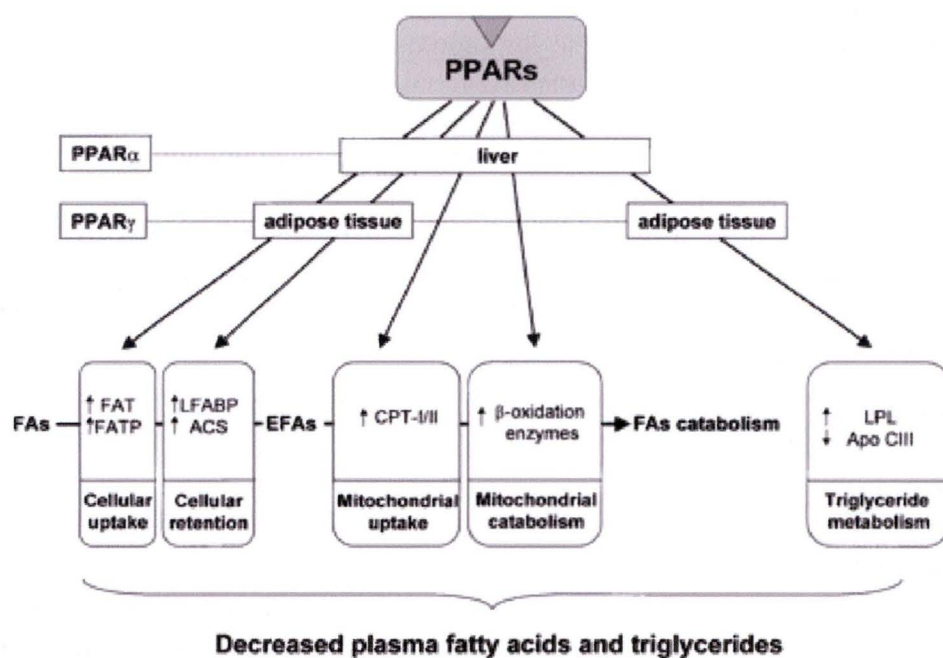 PPARs
PPARα
liver
PPARγ
adipose tissue
adipose tissue
FAs
↑ FAT
↑FATP
Cellular
uptake
↑LFABP
↑ ACS
Cellular
retention
EFAs
↑ CPT-I/II
Mitochondrial
uptake
↑ β-oxidation
enzymes
Mitochondrial
catabolism
FAs catabolism
↑ LPL
↓ Apo CIII
Triglyceride
metabolism
Decreased plasma fatty acids and triglycerides